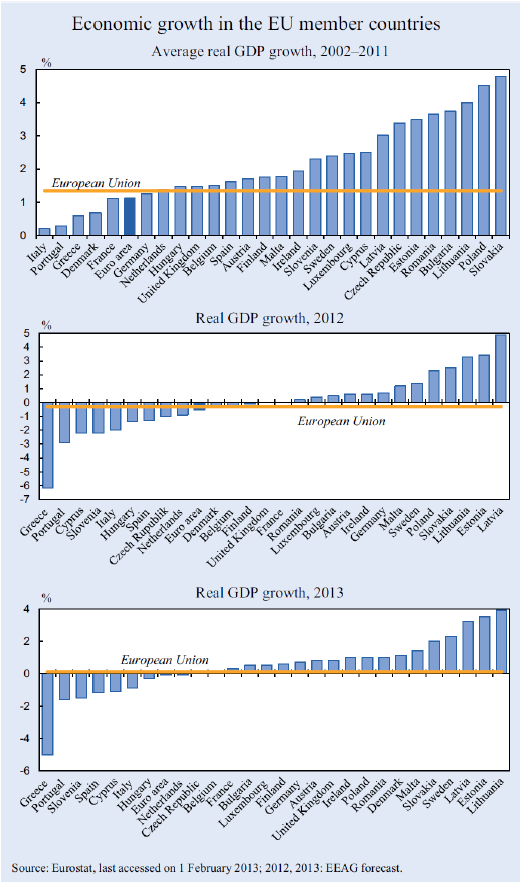 Economic growth in the EU member countries
Average real GDP growth, 2002–2011
%
5
4
3
2
1
0
European Union
Italy
Portugal
Greece
Denmark
France
Euro area
Germany
Netherlands
Hungary
United Kingdom
Belgium
Spain
Austria
Finland
Malta
Ireland
Slovenia
Sweden
Luxembourg
Cyprus
Latvia
Czech Republic
Estonia
Romania
Bulgaria
Lithuania
Poland
Slovakia
Real GDP growth, 2012
%
5
4
3
2
1
0
-1
-2
-3
-4
-5
-6
-7
European Union
Greece
Portugal
Cyprus
Slovenia
Italy
Hungary
Spain
Czech Republik
Netherlands
Euro area
Denmark
Belgium
Finland
United Kingdom
France
Romania
Luxembourg
Bulgaria
Austria
Ireland
Germany
Malta
Sweden
Poland
Slovakia
Lithuania
Estonia
Latvia
Real GDP growth, 2013
%
4
2
0
-2
-4
-6
European Union
Greece
Portugal
Slovenia
Spain
Cyprus
Italy
Hungary
Euro area
Netherlands
Czech Republic
Belgium
France
Bulgaria
Luxembourg
Finland
Germany
Austria
United Kingdom
Ireland
Poland
Romania
Denmark
Malta
Slovakia
Sweden
Latvia
Estonia
Lithuania
Source: Eurostat, last accessed on 1 February 2013; 2012, 2013: EEAG forecast.